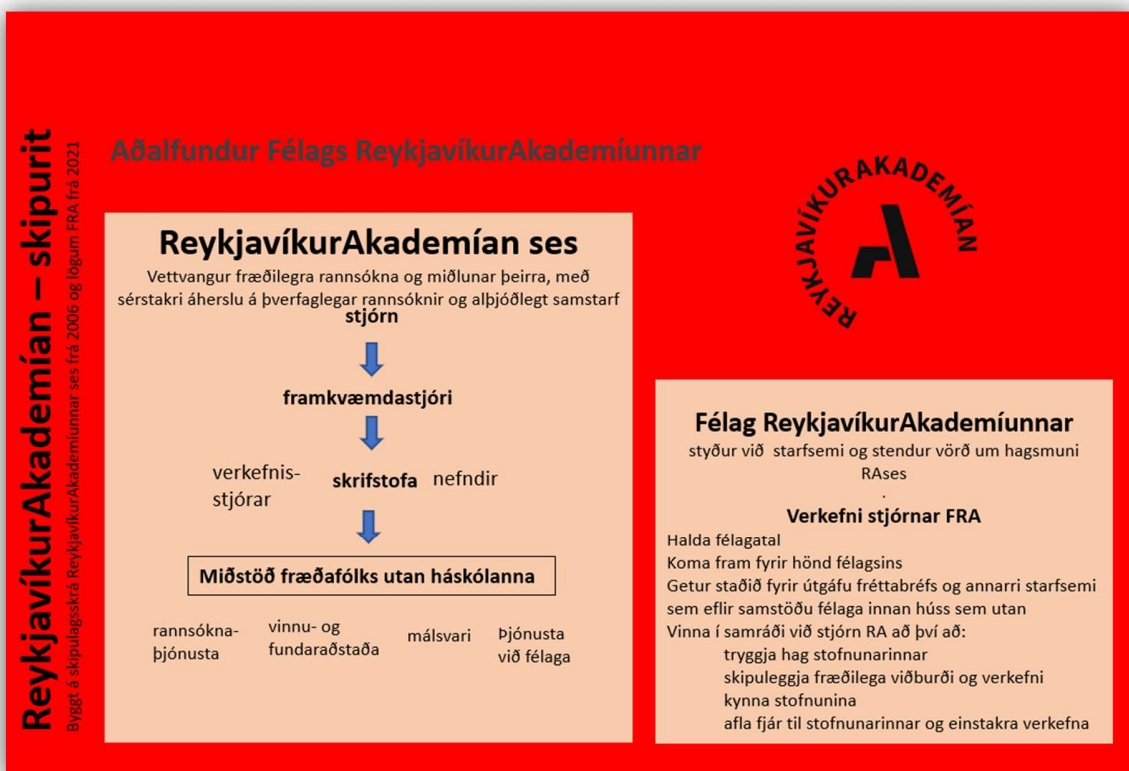 ReykjavíkurAkademían – skipurit
Byggt á skipulagsskrá ReykjavíkurAkademíunnar ses frá 2006 og lögum FRA frá 2021
Aðalfundur Félags ReykjavíkurAkademíunnar
REYKJAVÍKURAKADEMÍAN
ReykjavíkurAkademían ses
Vettvangur fræðilegra rannsókna og miðlunar þeirra, með
sérstakri áherslu á þverfaglegar rannsóknir og alþjóðlegt samstarf
stjórn
framkvæmdastjóri
verkefnis-
stjórar
skrifstofa
nefndir
Miðstöð fræðafólks utan háskólanna
rannsókna-
þjónusta
vinnu- og
fundaraðstaða
málsvari
Þjónusta
við félaga
Félag ReykjavíkurAkademíunnar
styður við starfsemi og stendur vörð um hagsmuni
RAses
.
Verkefni stjórnar FRA
Halda félagatal
Koma fram fyrir hönd félagsins
Getur staðið fyrir útgáfu fréttabréfs og annarri starfsemi
sem eflir samstöðu félaga innan húss sem utan
Vinna í samráði við stjórn RA að því að:
tryggja hag stofnunarinnar
skipuleggja fræðilega viðburði og verkefni
kynna stofnunina
afla fjár til stofnunarinnar og einstakra verkefna